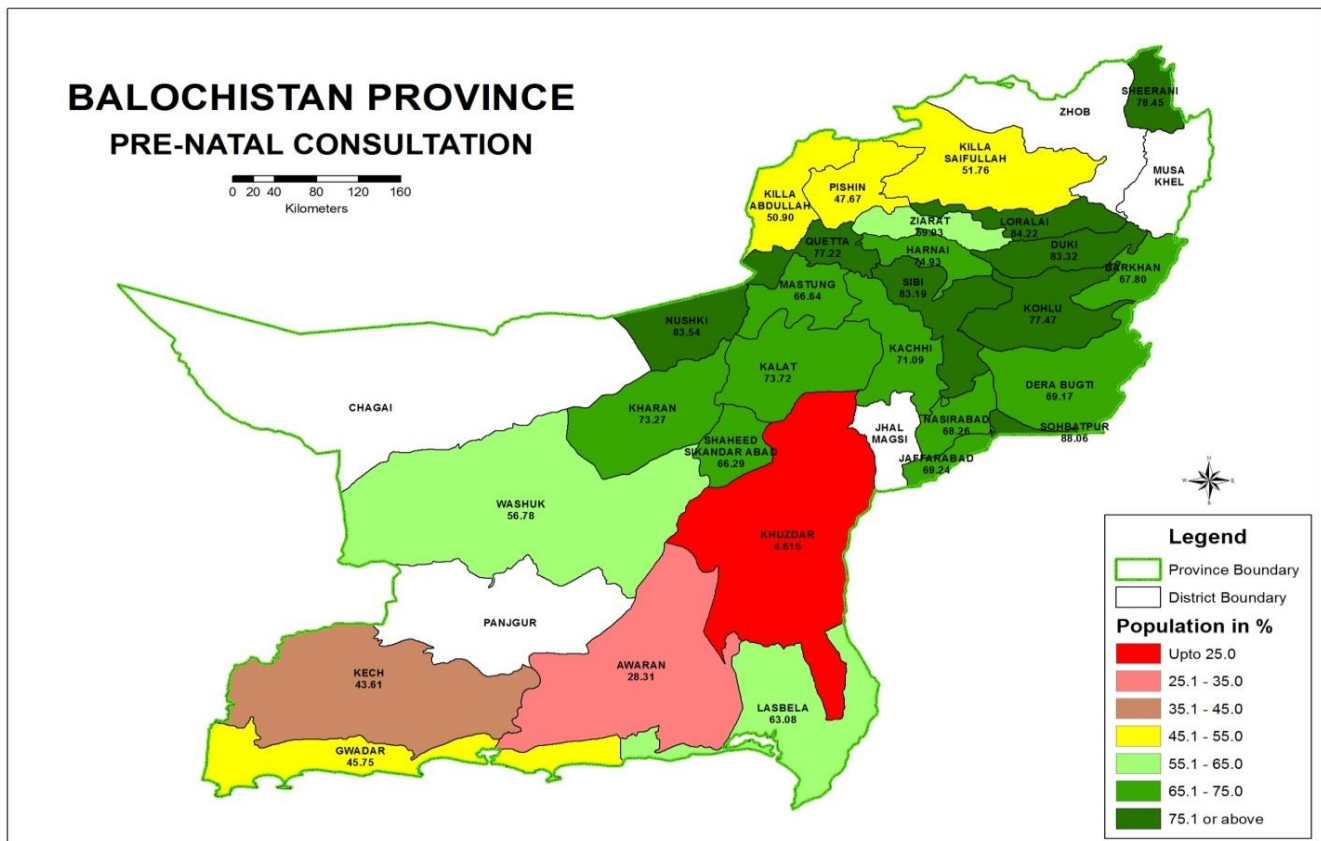 BALOCHISTAN PROVINCE
PRE-NATAL CONSULTATION
0 20 40 80 120 160
Kilometers
SHEERANI
78.45
ZHOB
KILLA
SAIFULLAH
51.76
MUSA
KHEL
PISHIN
47.67
KILLA
ABDULLAH
50.90
ZIARAT
59.03
LORALAI
84.22
QUETTA
77.22
HARNAI
74.93
DUKI
83.32
BARKHAN
67.80
MASTUNG
66.64
SIBI
83.19
KOHLU
77.47
NUSHKI
83.54
KACHHI
71.09
KALAT
73.72
DERA BUGTI
69.17
CHAGAI
KHARAN
73.27
JHAL
MAGSI
NASIRABAD
68.26
SOHBATPUR
88.06
SHAHEED
SIKANDAR ABAD
66.29
JAFFARABAD
69.24
WASHUK
56.78
KHUZDAR
4.615
PANJGUR
KECH
43.61
AWARAN
28.31
LASBELA
63.08
GWADAR
45.75
N
W E
S
Legend
Province Boundary
District Boundary
Population in %
Upto 25.0
25.1 - 35.0
35.1 - 45.0
45.1 - 55.0
55.1 - 65.0
65.1 - 75.0
75.1 or above